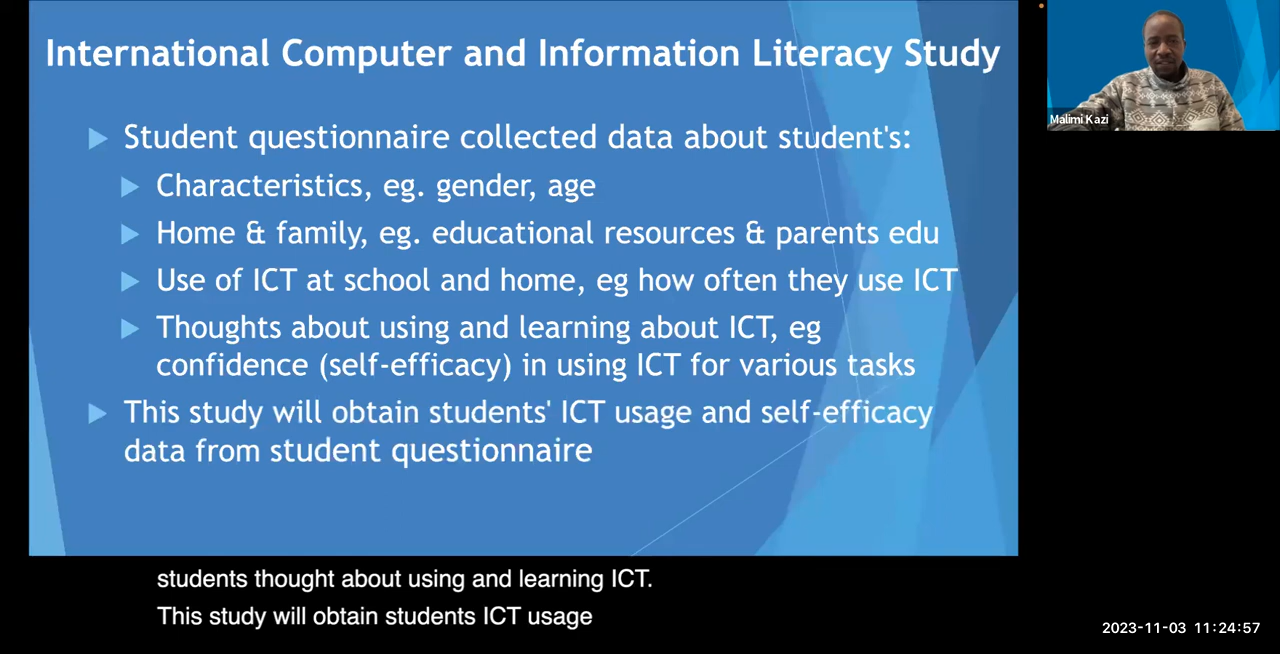 International Computer and Information Literacy Study
Student questionnaire collected data about student's:
Characteristics, eg. gender, age
Home & family, eg. educational resources & parents edu
Use of ICT at school and home, eg how often they use ICT
Thoughts about using and learning about ICT, eg
confidence (self-efficacy) in using ICT for various tasks
This study will obtain students' ICT usage and self-efficacy
data from student questionnaire
Malimi Kazi
students thought about using and learning ICT.
This study will obtain students ICT usage
2023-11-03 11:24:57